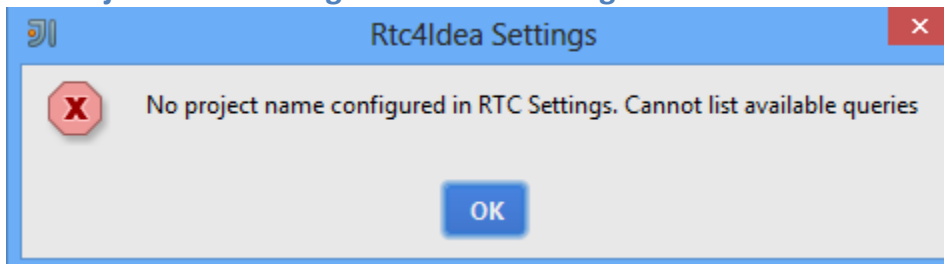 Rtc4Idea Settings
No project name configured in RTC Settings. Cannot list available queries
OK